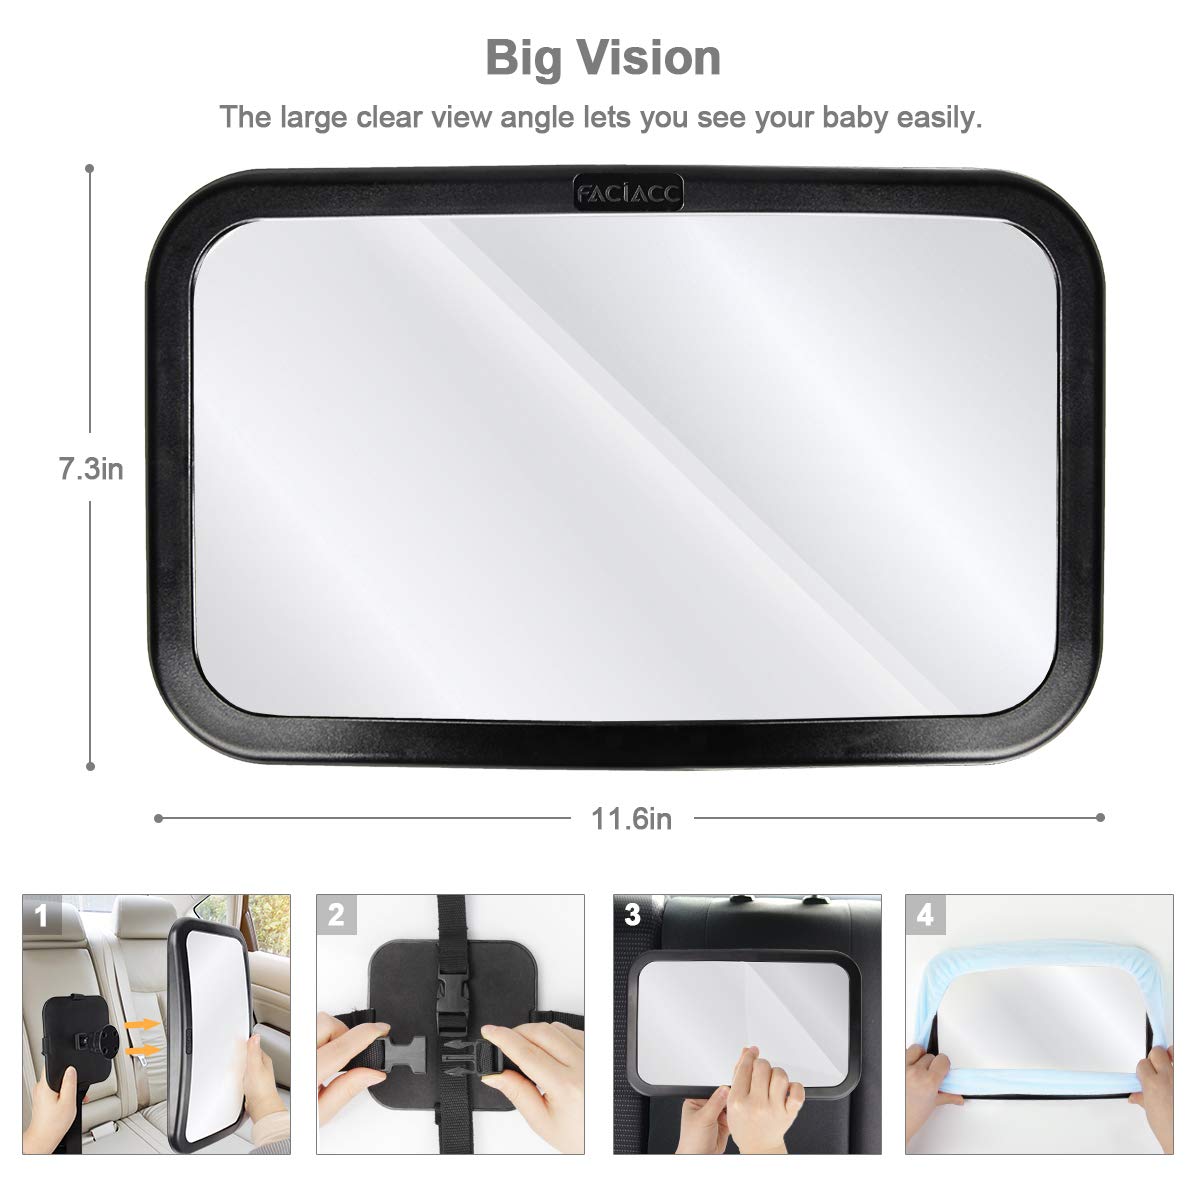 Big Vision
The large clear view angle lets you see your baby easily.
FACIACC
7.3in
11.6in
1
2
3
4